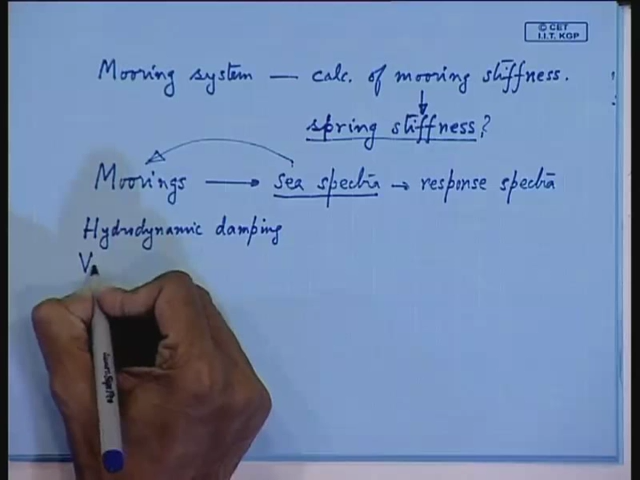 © CET
I.I.T. KGP
Mooring system — calc. of mooring stiffness.
spring stiffness?
Moorings → sea spectra → response spectra
Hydrodynamic damping
V